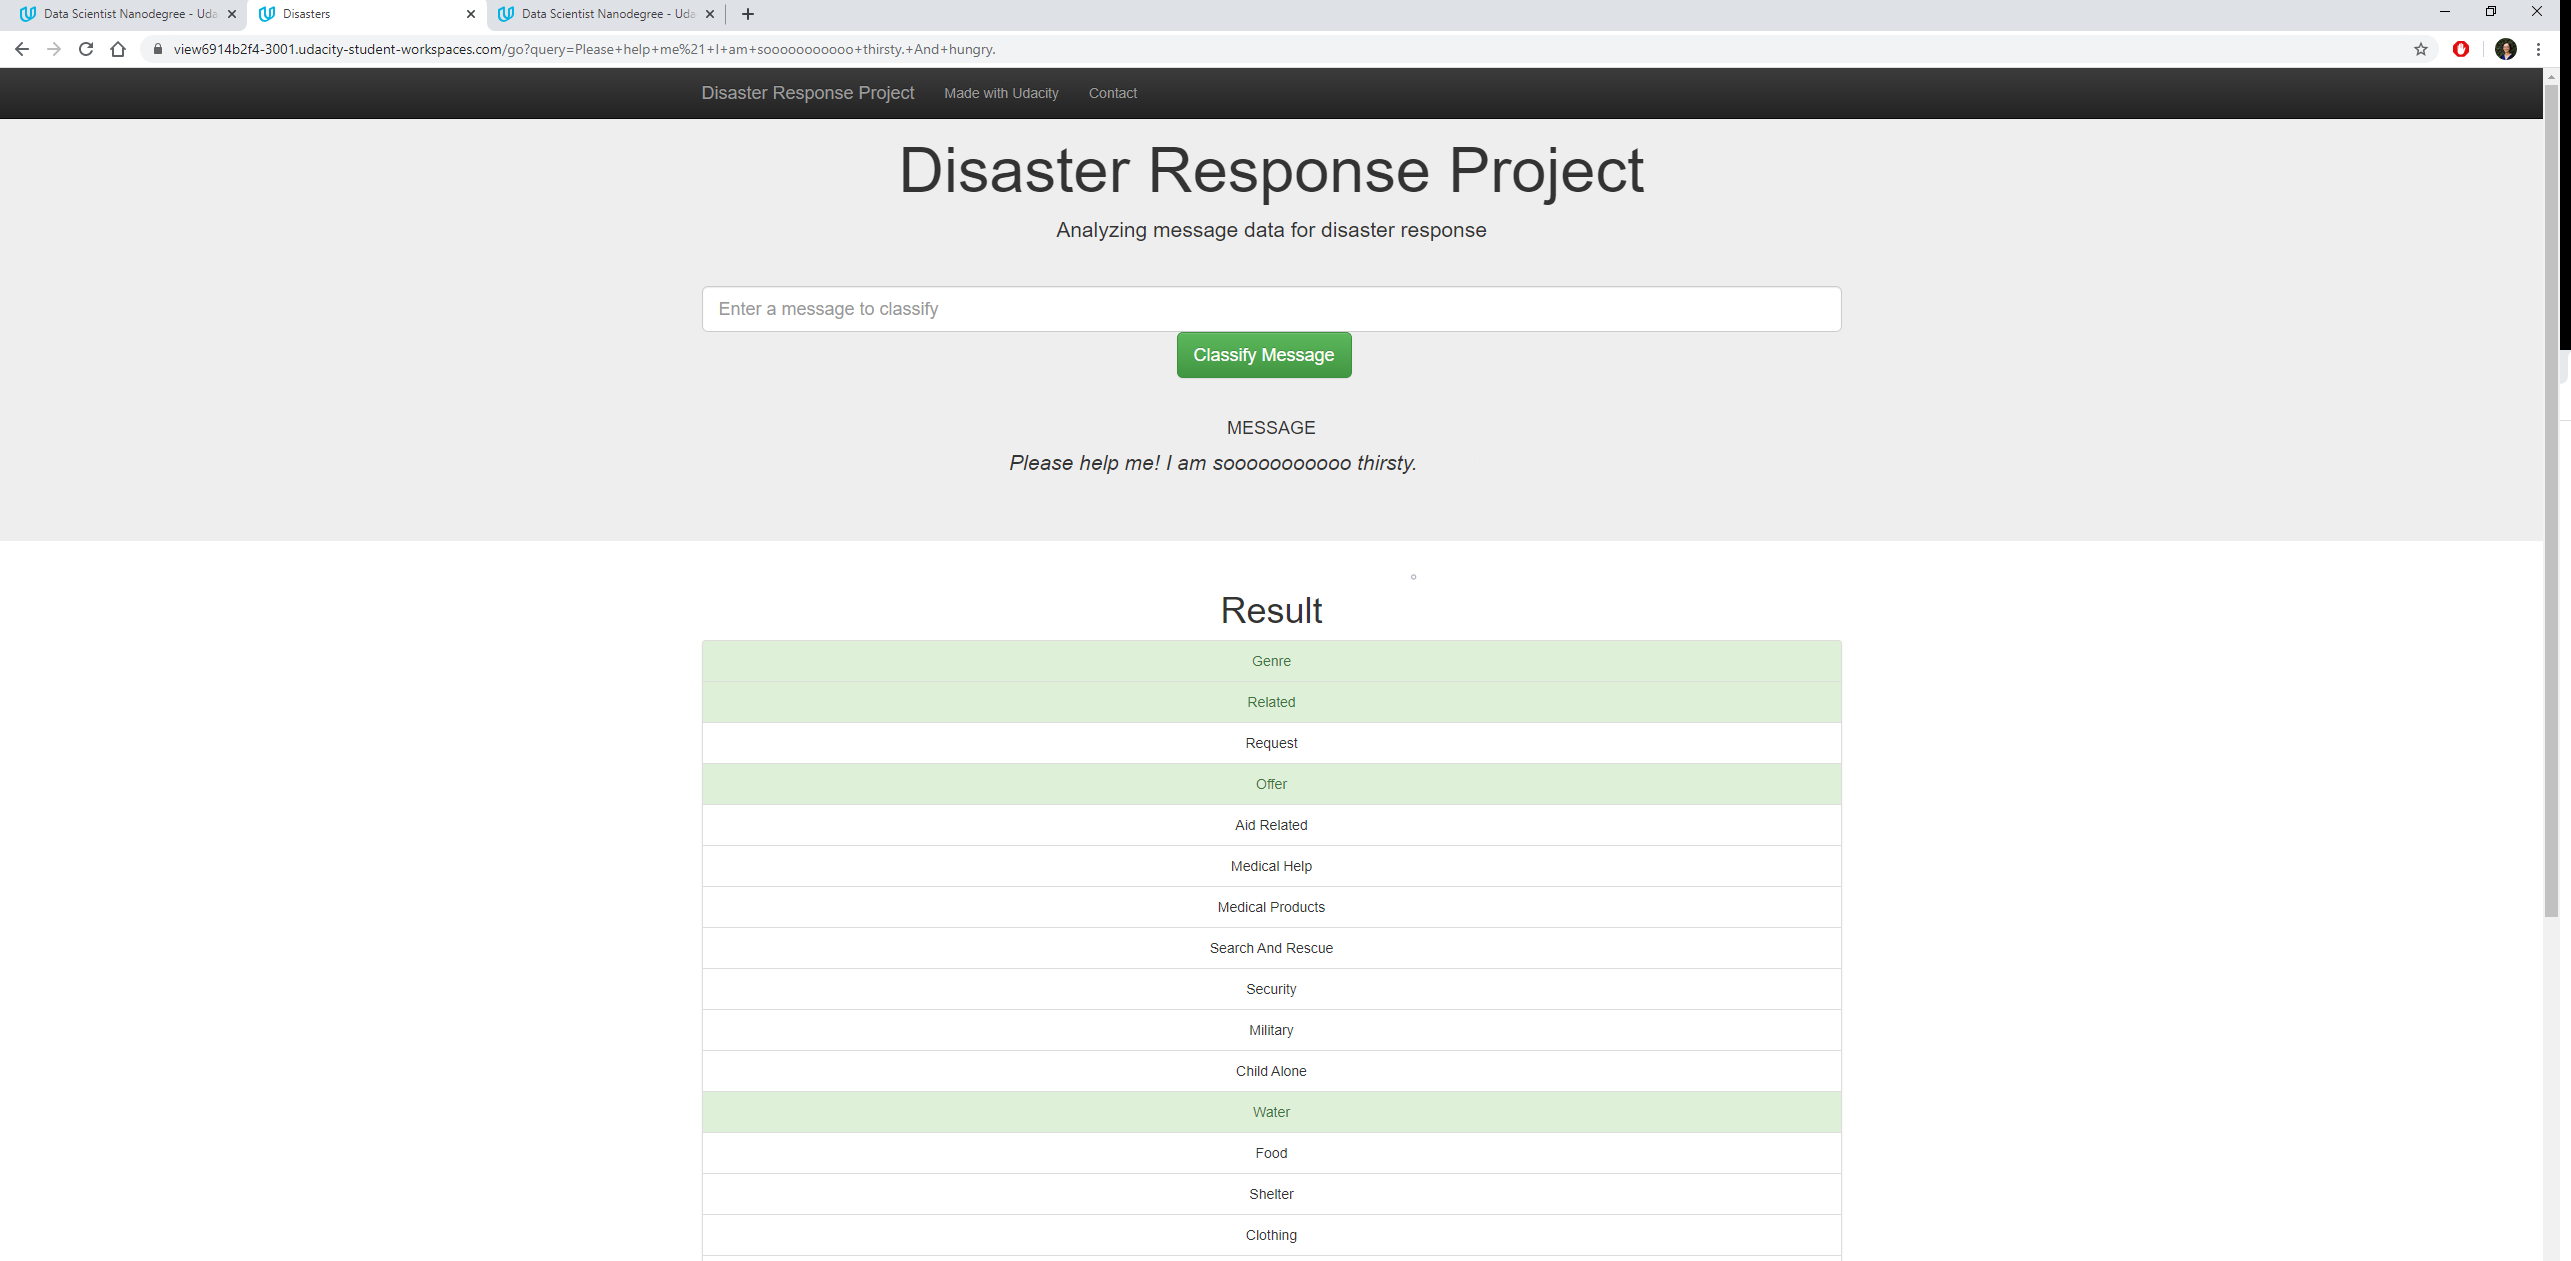 Data Scientist Nanodegree - Uda
Disasters
Data Scientist Nanodegree - Uda
view6914b2f4-3001.udacity-student-workspaces.com/go?query=Please+help+me%21+I+am+sooooooooooo+thirsty.+And+hungry.
Disaster Response Project Made with Udacity Contact
Disaster Response Project
Analyzing message data for disaster response
Enter a message to classify
Classify Message
MESSAGE
Please help me! I am sooooooooooo thirsty.
Result
Genre
Related
Request
Offer
Aid Related
Medical Help
Medical Products
Search And Rescue
Security
Military
Child Alone
Water
Food
Shelter
Clothing